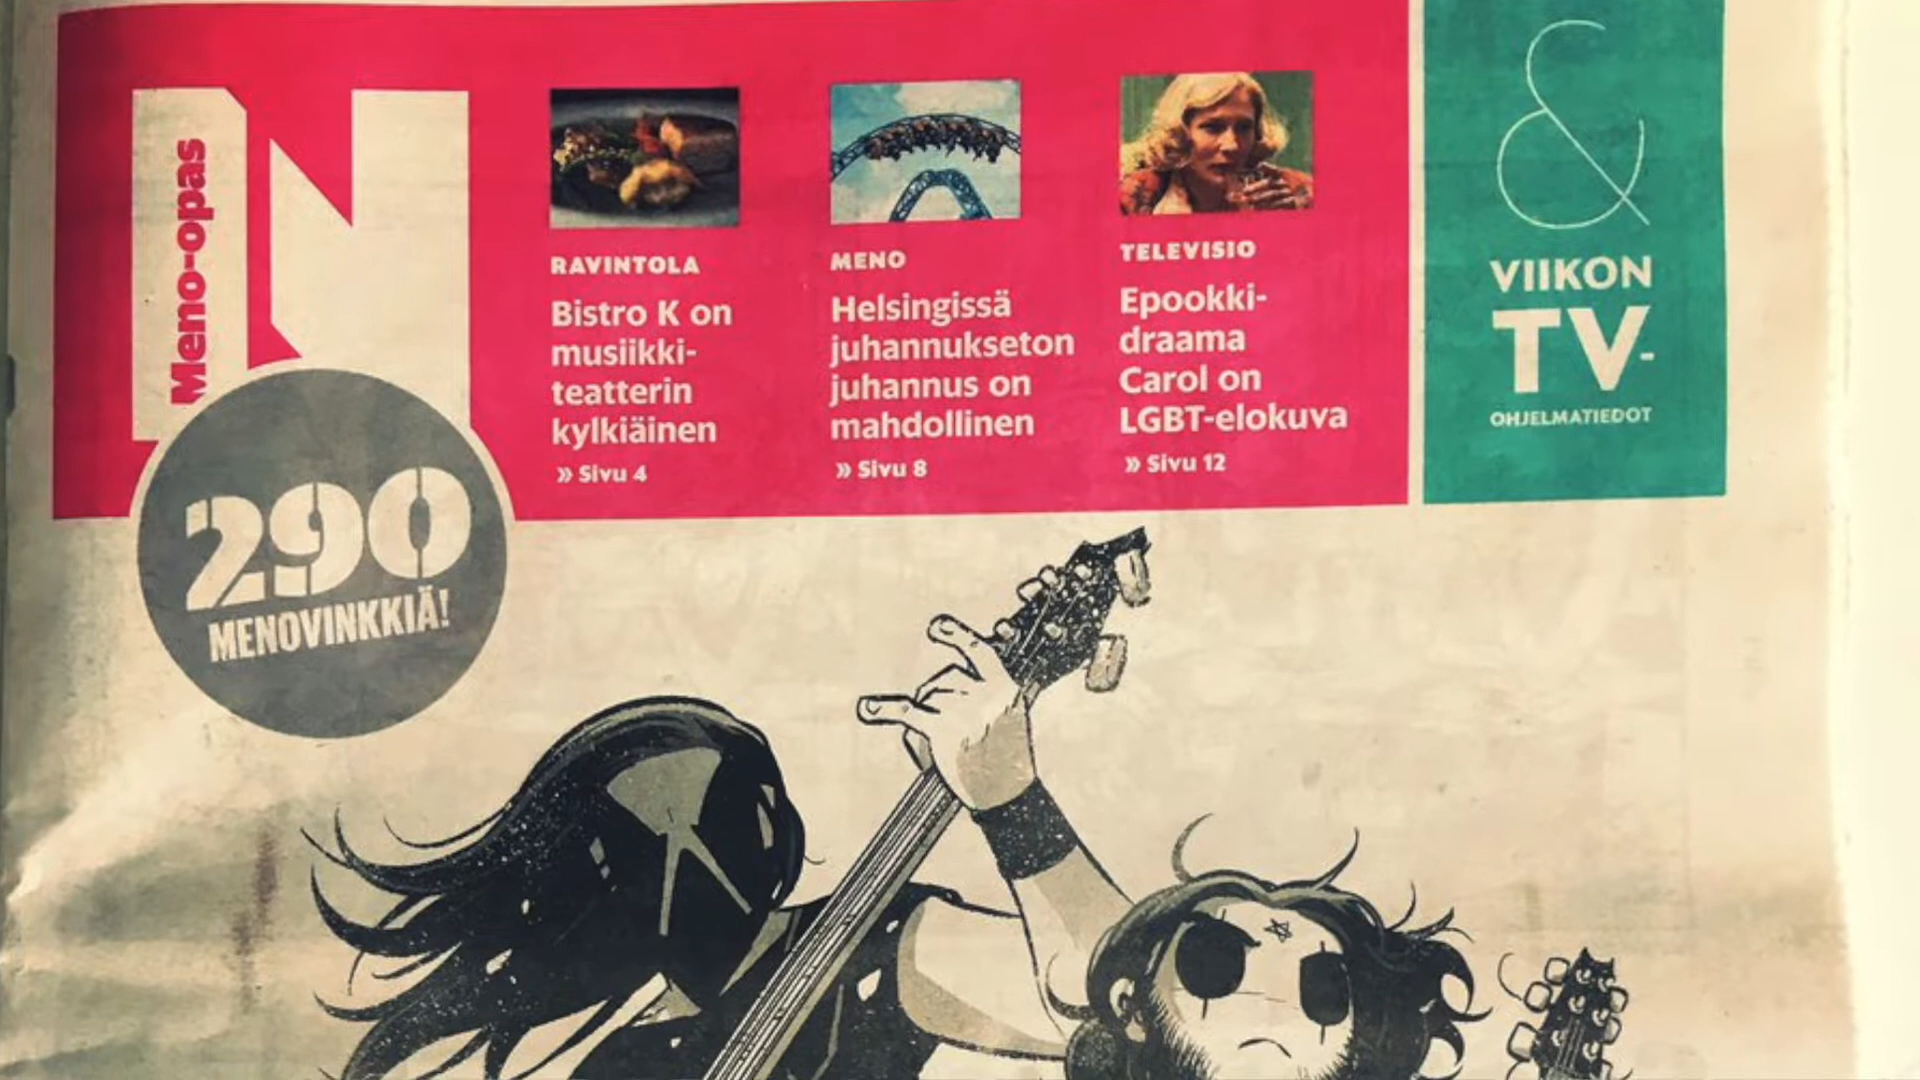 Meno-opas
N
290
MENOVINKKIÄ!
RAVINTOLA
Bistro K on
musiikki-
teatterin
kylkiäinen
» Sivu 4
MENO
Helsingissä
juhannukseton
juhannus on
mahdollinen
» Sivu 8
TELEVISIO
Epookki-
draama
Carol on
LGBT-elokuva
» Sivu 12
&
VIIKON
TV-
OHJELMATIEDOT